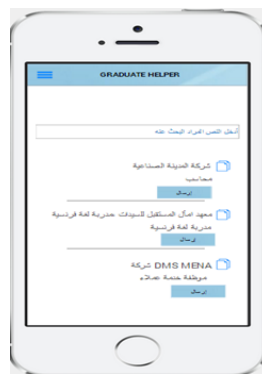 GRADUATE HELPER
أدخل النص المراد البحث عنه
شركة المدينة الصناعية
محاسب
إرسال
معهد امال المستقبل للسيدات مدربة لغة فرنسية
مدربة لغة فرنسية
إرسال
DMS MENA شركة
موظفة خدمة عملاء
إرسال